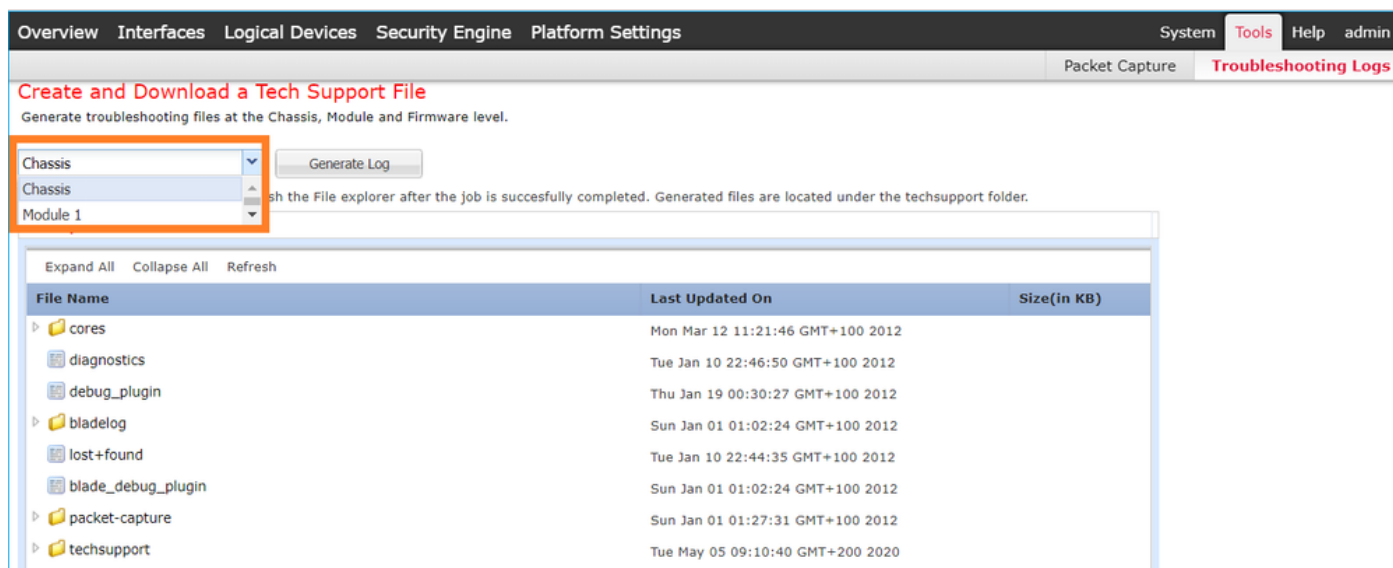 Overview Interfaces Logical Devices Security Engine Platform Settings System Tools Help admin
Packet Capture Troubleshooting Logs
Create and Download a Tech Support File
Generate troubleshooting files at the Chassis, Module and Firmware level.
Chassis Generate Log
Chassis
sh the File explorer after the job is succesfully completed. Generated files are located under the techsupport folder.
Module 1
Expand All Collapse All Refresh
File Name Last Updated On Size(in KB)
cores Mon Mar 12 11:21:46 GMT+100 2012
diagnostics Tue Jan 10 22:46:50 GMT+100 2012
debug_plugin Thu Jan 19 00:30:27 GMT+100 2012
bladelog Sun Jan 01 01:02:24 GMT+100 2012
lost+found Tue Jan 10 22:44:35 GMT+100 2012
blade_debug_plugin Sun Jan 01 01:02:24 GMT+100 2012
packet-capture Sun Jan 01 01:27:31 GMT+100 2012
techsupport Tue May 05 09:10:40 GMT+200 2020